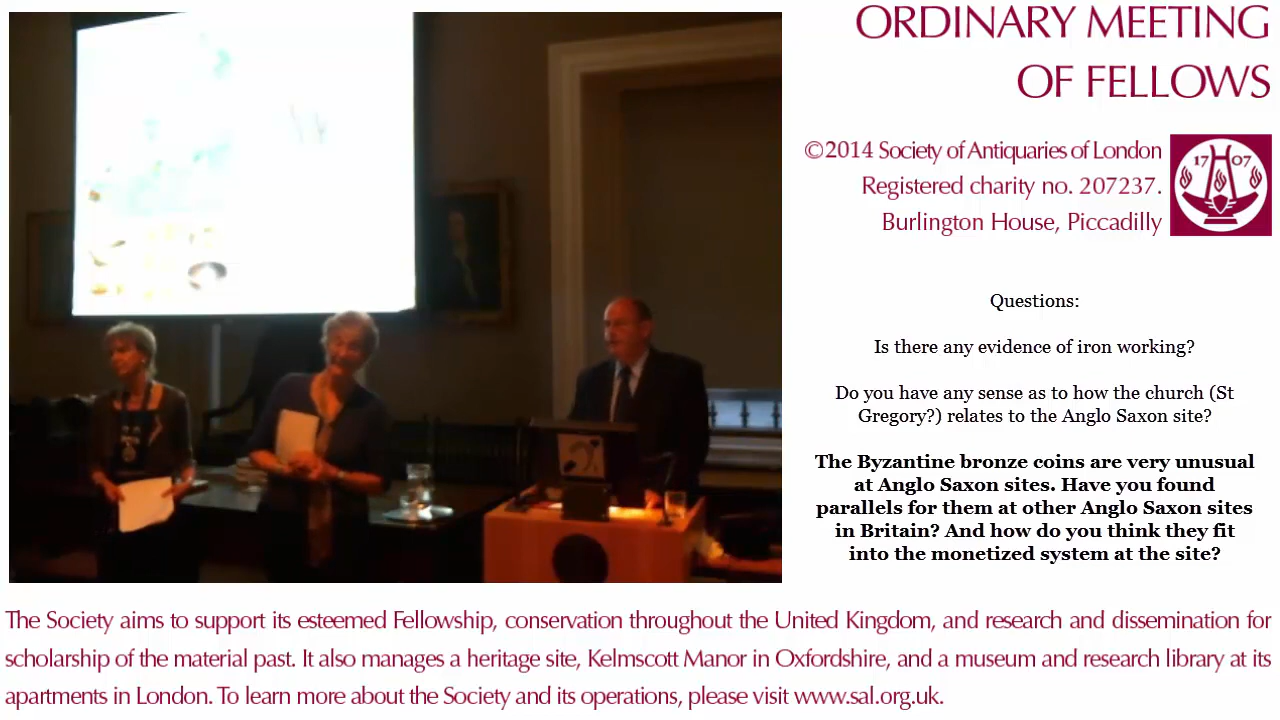 ORDINARY MEETING
OF FELLOWS
©2014 Society of Antiquaries of London
Registered charity no. 207237.
Burlington House, Piccadilly
17 07
Questions:
Is there any evidence of iron working?
Do you have any sense as to how the church (St
Gregory?) relates to the Anglo Saxon site?
The Byzantine bronze coins are very unusual
at Anglo Saxon sites. Have you found
parallels for them at other Anglo Saxon sites
in Britain? And how do you think they fit
into the monetized system at the site?
The Society aims to support its esteemed Fellowship, conservation throughout the United Kingdom, and research and dissemination for
scholarship of the material past. It also manages a heritage site, Kelmscott Manor in Oxfordshire, and a museum and research library at its
apartments in London. To learn more about the Society and its operations, please visit www.sal.org.uk.